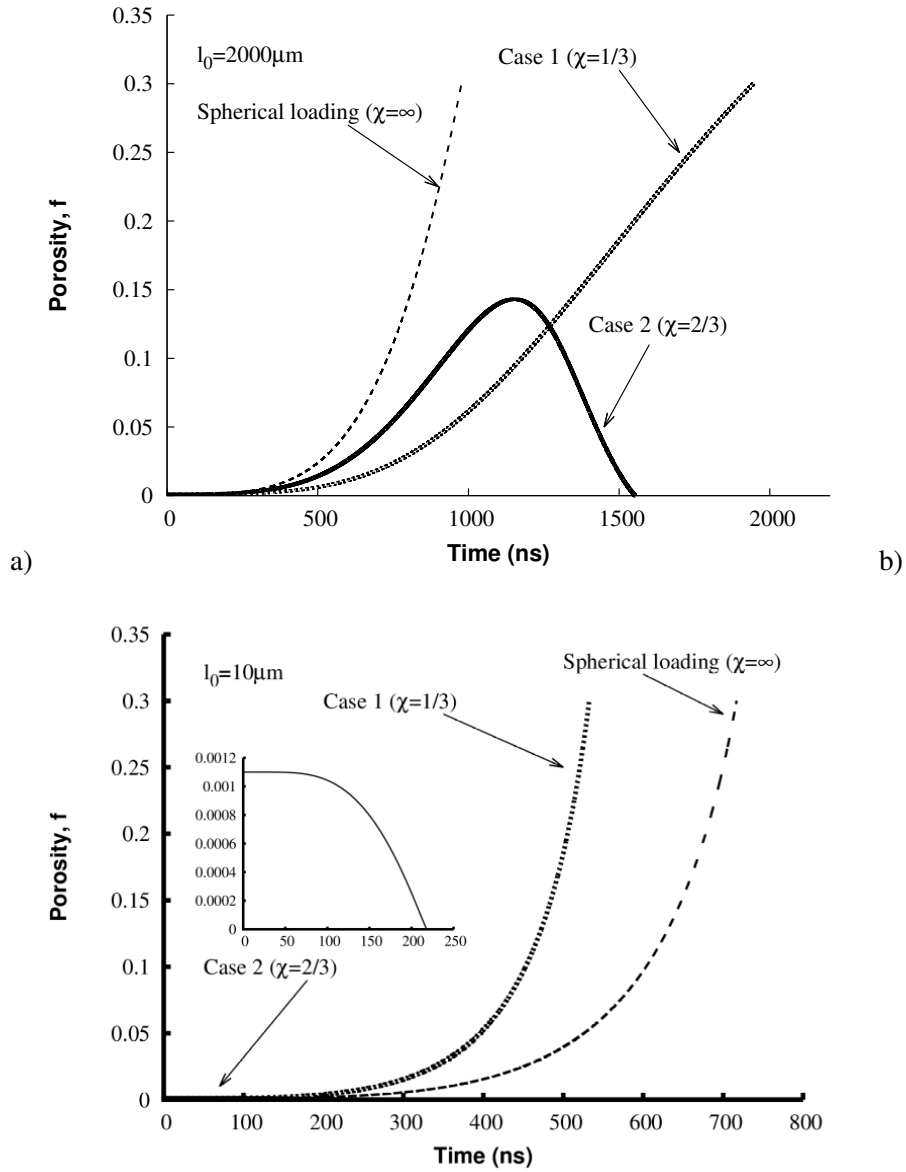 0.35
l₀=2000μm
Case 1 (χ=1/3)
0.3
Spherical loading (χ=∞)
0.25
0.2
Porosity, f
0.15
Case 2 (χ=2/3)
0.1
0.05
0
0 500 1000 1500 2000
Time (ns)
a)
b)
0.35
l₀=10μm
Spherical loading (χ=∞)
Case 1 (χ=1/3)
0.3
0.25
0.0012
0.001
0.0008
0.0006
0.0004
0.0002
0
0 50 100 150 200 250
0.2
Porosity, f
0.15
0.1
Case 2 (χ=2/3)
0.05
0
0 100 200 300 400 500 600 700 800
Time (ns)